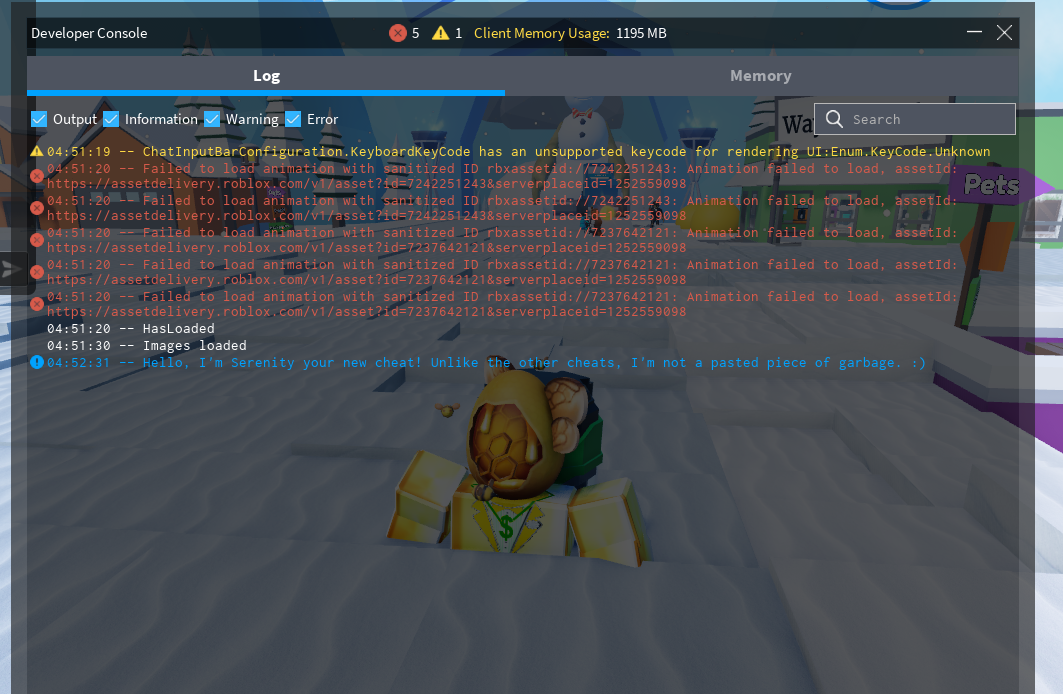 Developer Console
5
1
Client Memory Usage: 1195 MB
Log
Memory
Output
Information
Warning
Error
Search
Wa
04:51:19 -- ChatInputBarConfiguration.KeyboardKeyCode has an unsupported keycode for rendering UI:Enum.KeyCode.Unknown
04:51:20 -- Failed to load animation with sanitized ID rbxassetid://7242251243: Animation failed to load, assetId:
https://assetdelivery.roblox.com/v1/asset?id=7242251243&serverplaceid=1252559098
04:51:20 -- Failed to load animation with sanitized ID rbxassetid://7242251243: Animation failed to load, assetId:
https://assetdelivery.roblox.com/v1/asset?id=7242251243&serverplaceid=1252559098
Pets
04:51:20 -- Failed to load animation with sanitized ID rbxassetid://7237642121: Animation failed to load, assetId:
https://assetdelivery.roblox.com/v1/asset?id=7237642121&serverplaceid=1252559098
04:51:20 -- Failed to load animation with sanitized ID rbxassetid://7237642121: Animation failed to load, assetId:
https://assetdelivery.roblox.com/v1/asset?id=7237642121&serverplaceid=1252559098
04:51:20 -- Failed to load animation with sanitized ID rbxassetid://7237642121: Animation failed to load, assetId:
https://assetdelivery.roblox.com/v1/asset?id=7237642121&serverplaceid=1252559098
04:51:20 -- HasLoaded
04:51:30 -- Images loaded
04:52:31 -- Hello, I'm Serenity your new cheat! Unlike the other cheats, I'm not a pasted piece of garbage. :)
$